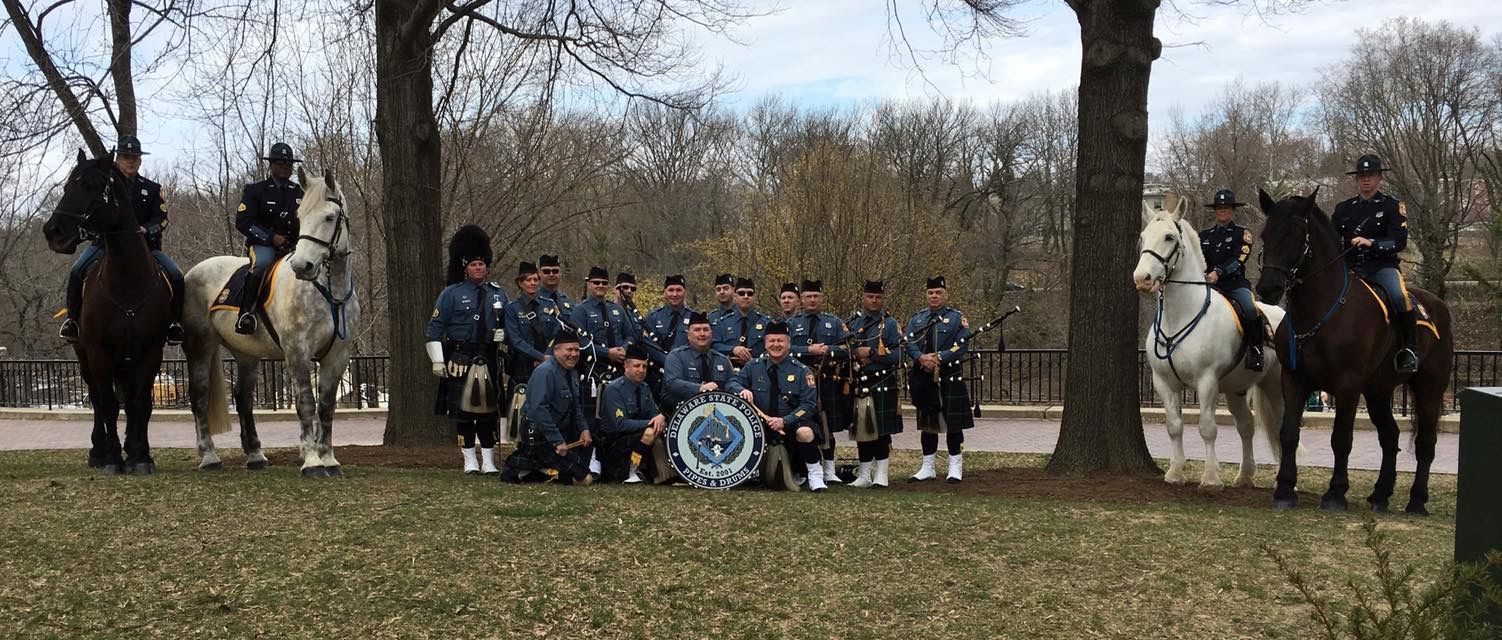 DELAWARE STATE POLICE
Est. 2001
PIPES & DRUMS